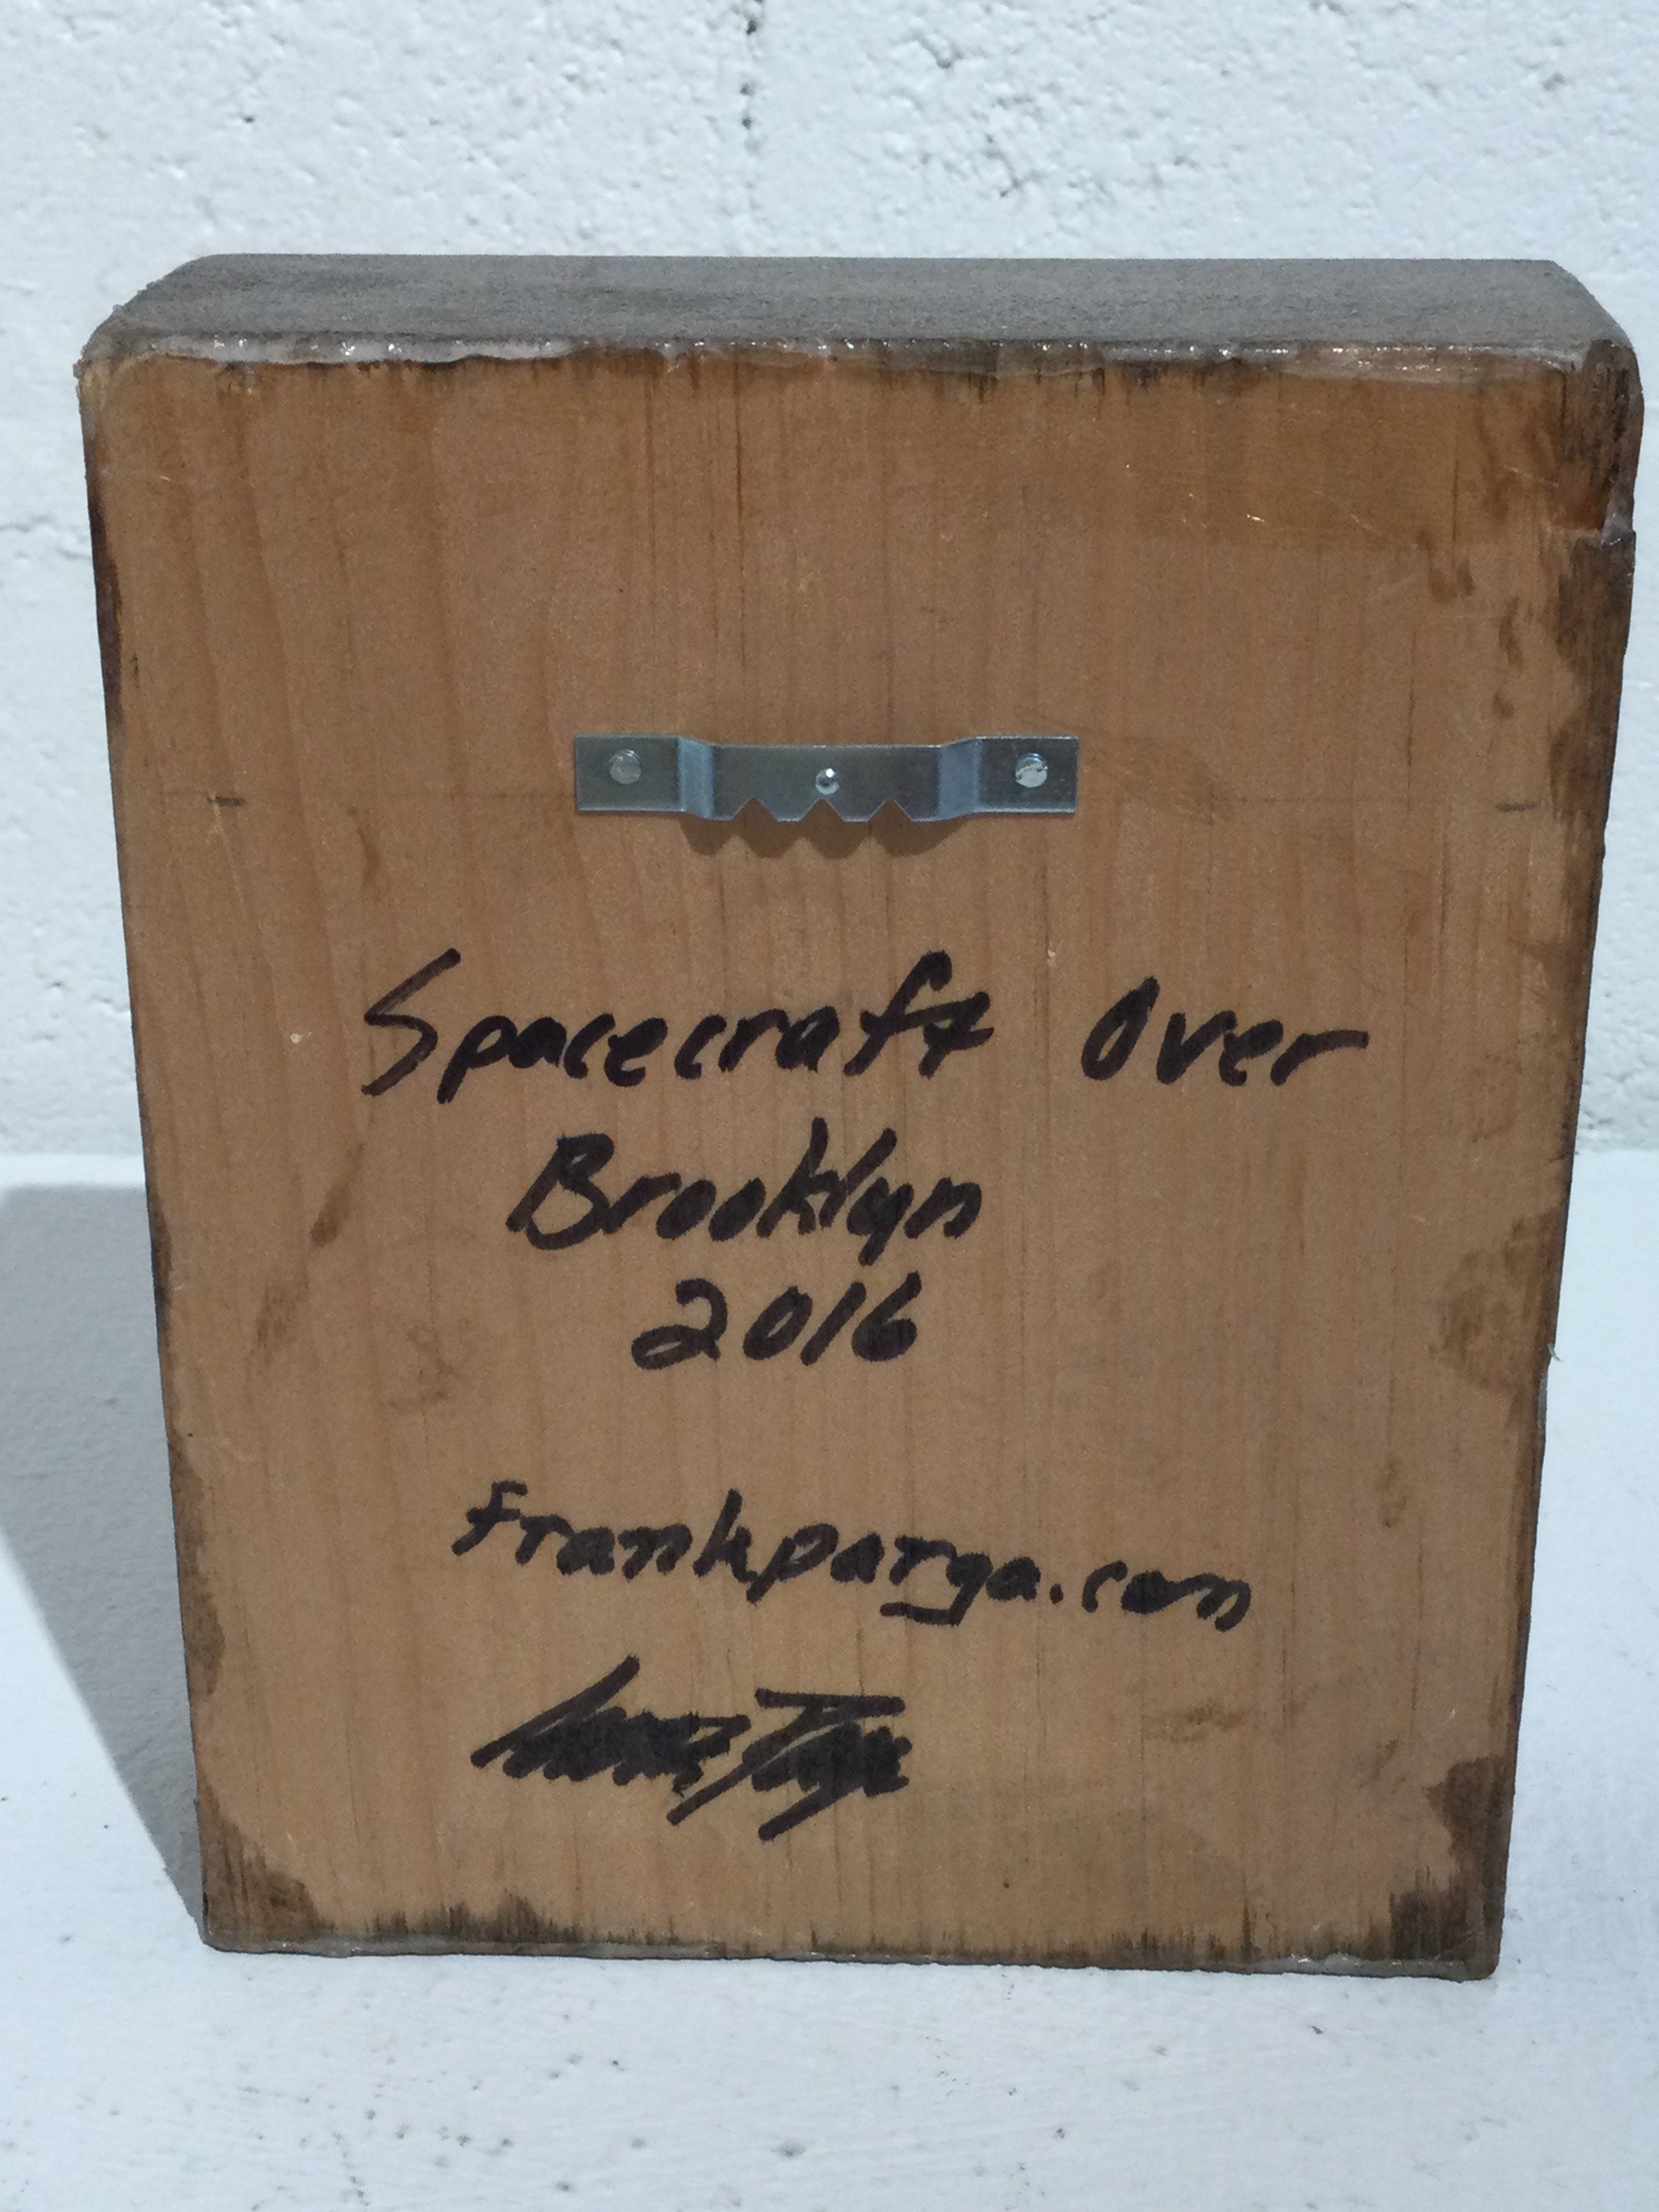 Spacecraft Over
Brooklyn
2016
frankparga.com